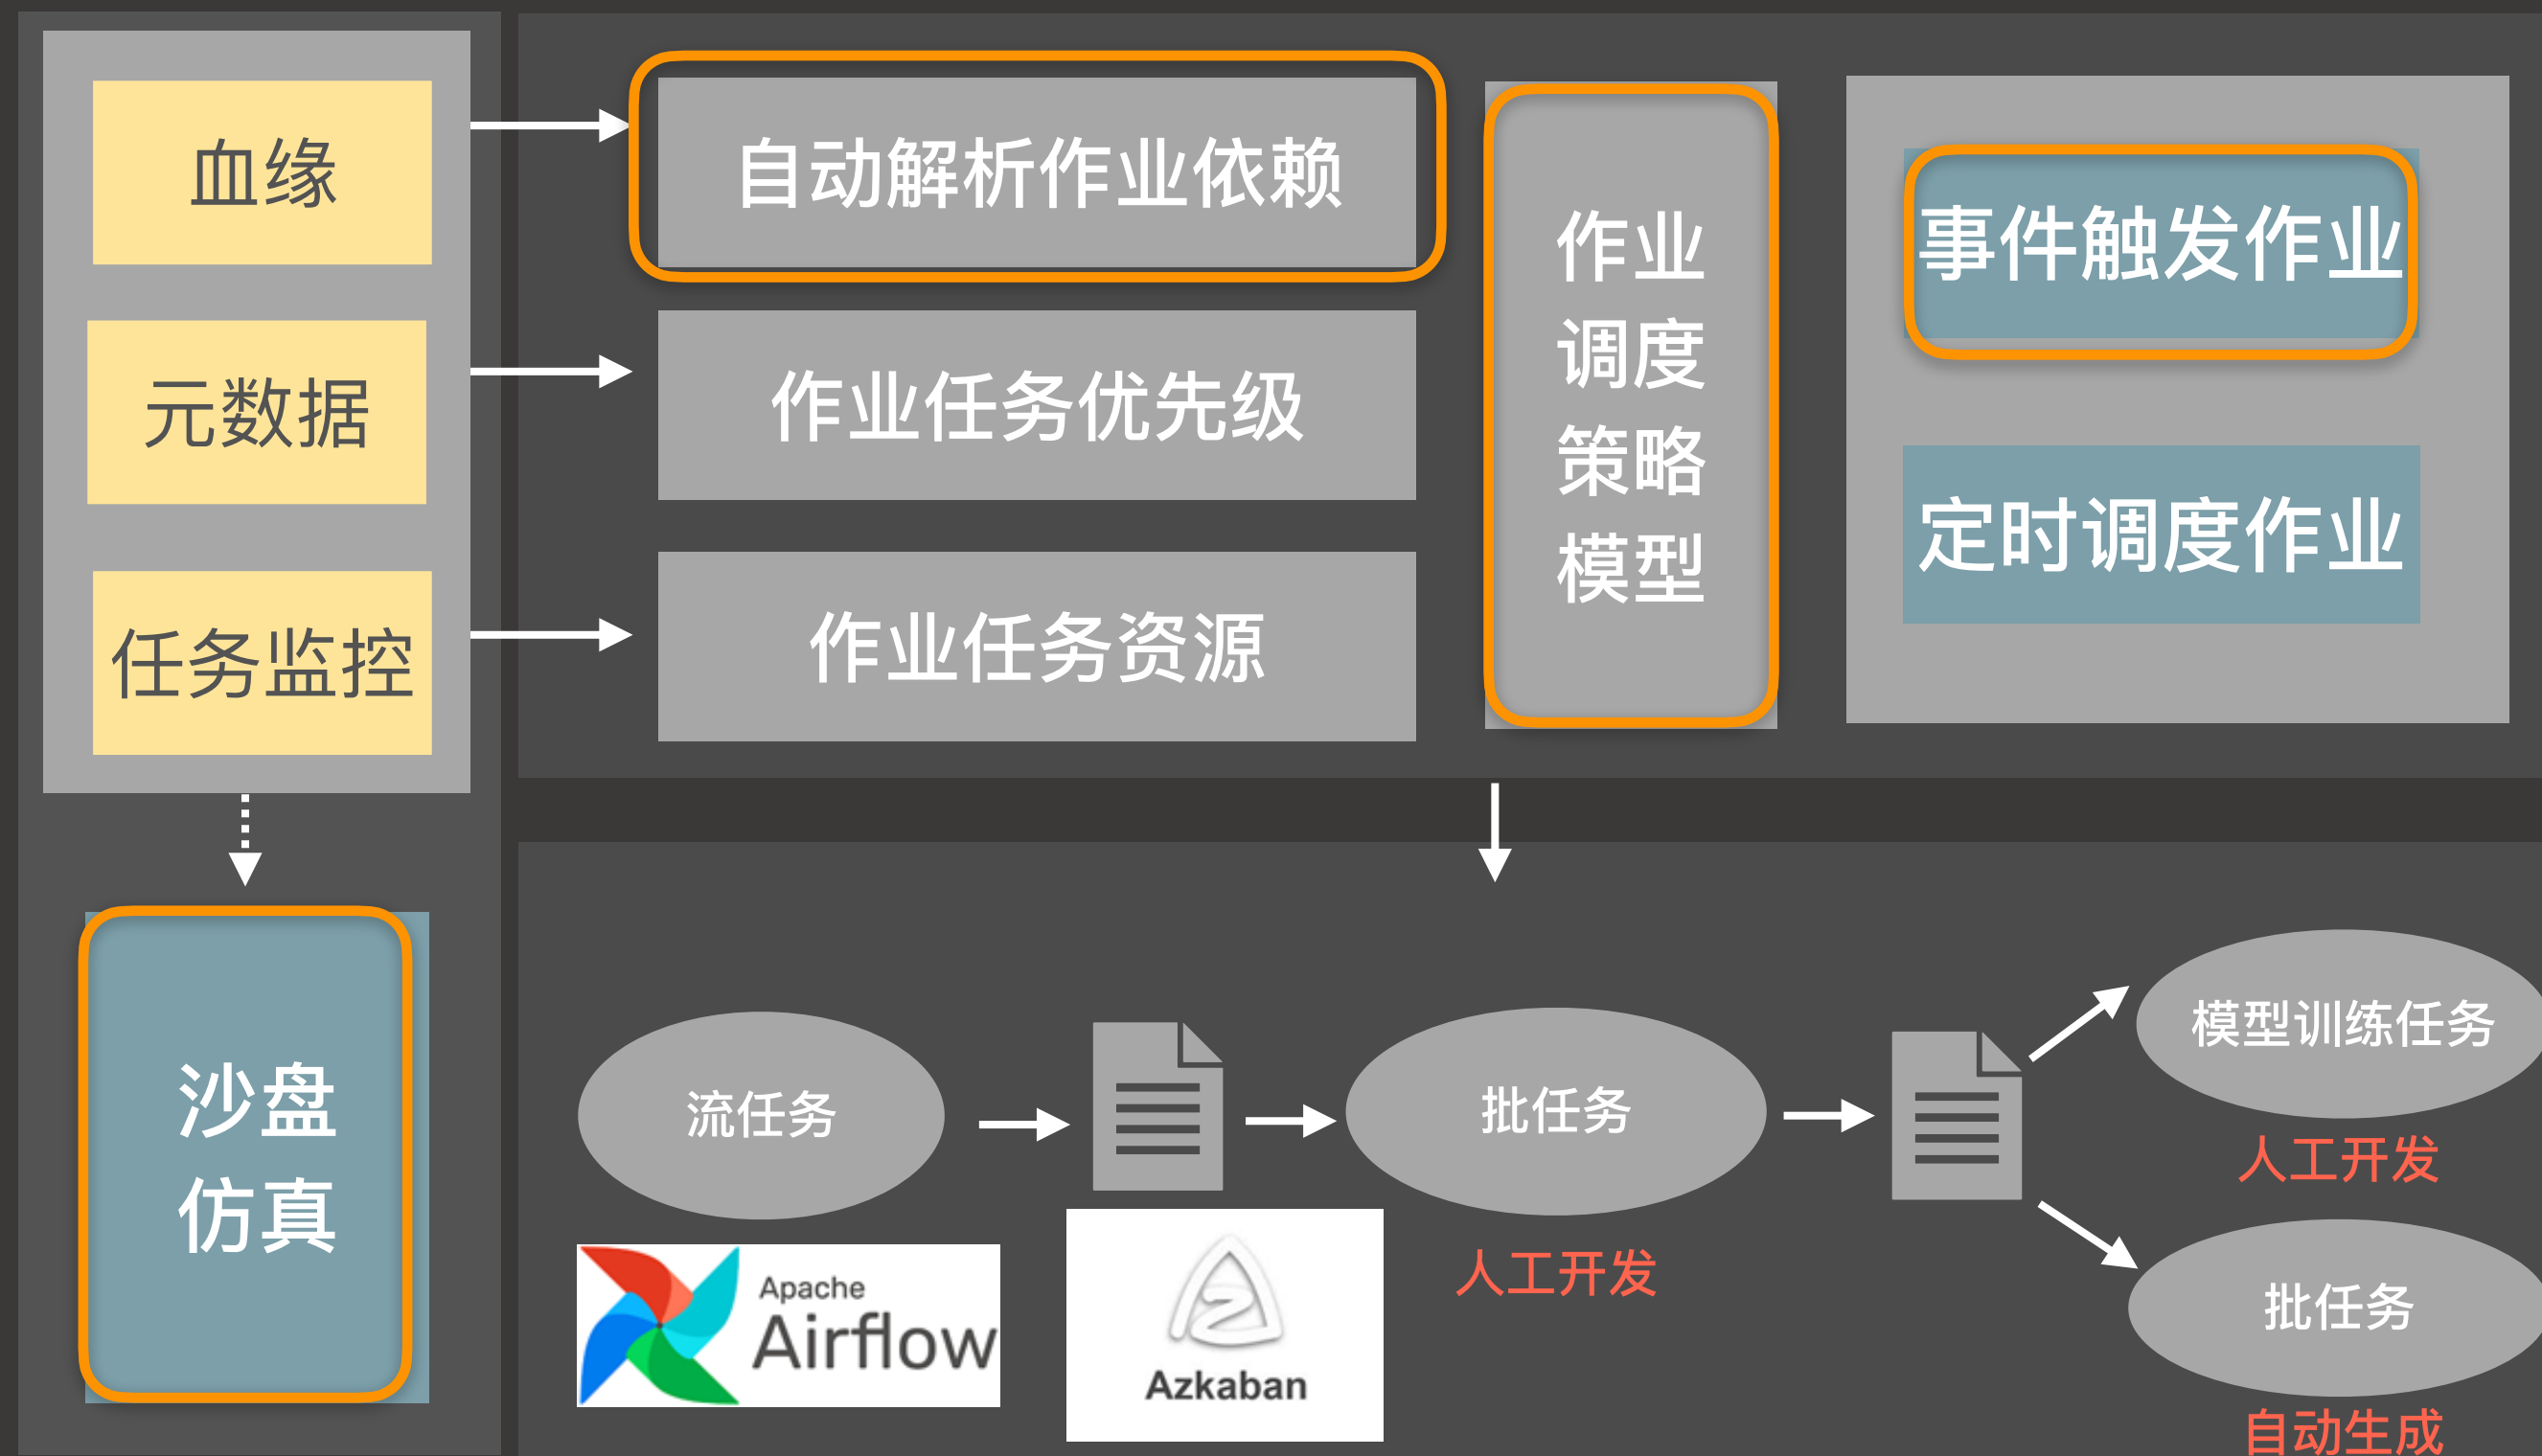 血缘
元数据
任务监控
沙盘
仿真
自动解析作业依赖
作业任务优先级
作业任务资源
作业
调度
策略
模型
事件触发作业
定时调度作业
流任务
批任务
人工开发
模型训练任务
人工开发
批任务
自动生成
Apache
Airflow
Azkaban